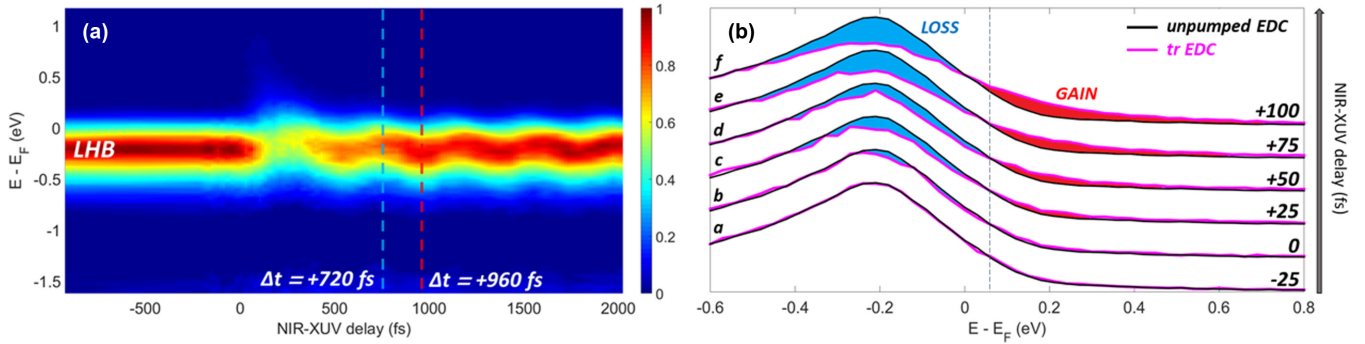 (a)
1
0.5
0
-0.5
-1
-1.5
E - E_F (eV)
LHB
Δt = +720 fs
Δt = +960 fs
-500
0
500
1000
1500
2000
NIR-XUV delay (fs)
1
0.8
0.6
0.4
0.2
0
(b)
LOSS
unpumped EDC
tr EDC
GAIN
f
e
d
c
b
a
+100
+75
+50
+25
0
-25
NIR-XUV delay (fs)
-0.6
-0.4
-0.2
0
0.2
0.4
0.6
0.8
E - E_F (eV)